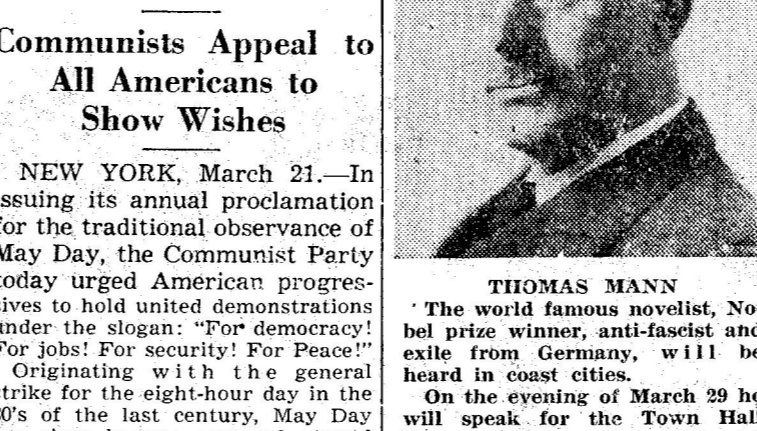 Communists Appeal to
All Americans to
Show Wishes
NEW YORK, March 21.—In
issuing its annual proclamation
for the traditional observance of
May Day, the Communist Party
today urged American progres-
sives to hold united demonstrations
under the slogan: "For democracy!
For jobs! For security! For Peace!"
Originating with the general
strike for the eight-hour day in the
80's of the last century, May Day
THOMAS MANN
The world famous novelist, No
bel prize winner, anti-fascist and
exile from Germany, will be
heard in coast cities.
On the evening of March 29 he
will speak for the Town Hall